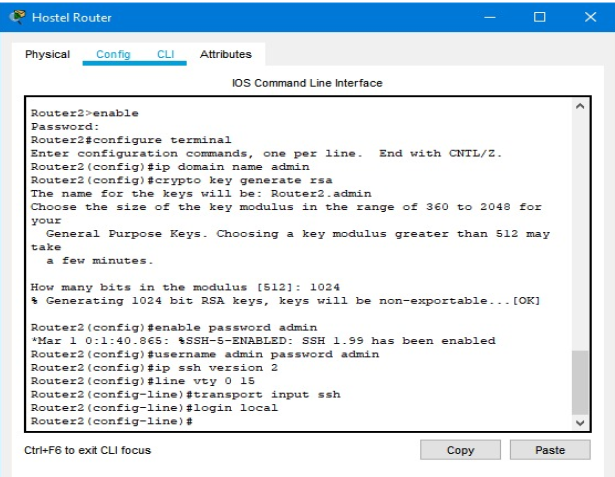 Hostel Router
Physical Config CLI Attributes
IOS Command Line Interface
Router2>enable
Password:
Router2#configure terminal
Enter configuration commands, one per line.  End with CNTL/Z.
Router2(config)#ip domain name admin
Router2(config)#crypto key generate rsa
The name for the keys will be: Router2.admin
Choose the size of the key modulus in the range of 360 to 2048 for
your
  General Purpose Keys. Choosing a key modulus greater than 512 may
take
  a few minutes.
How many bits in the modulus [512]: 1024
% Generating 1024 bit RSA keys, keys will be non-exportable...[OK]
Router2(config)#enable password admin
*Mar 1 0:1:40.865: %SSH-5-ENABLED: SSH 1.99 has been enabled
Router2(config)#username admin password admin
Router2(config)#ip ssh version 2
Router2(config)#line vty 0 15
Router2(config-line)#transport input ssh
Router2(config-line)#login local
Router2(config-line)#
Ctrl+F6 to exit CLI focus
Copy Paste